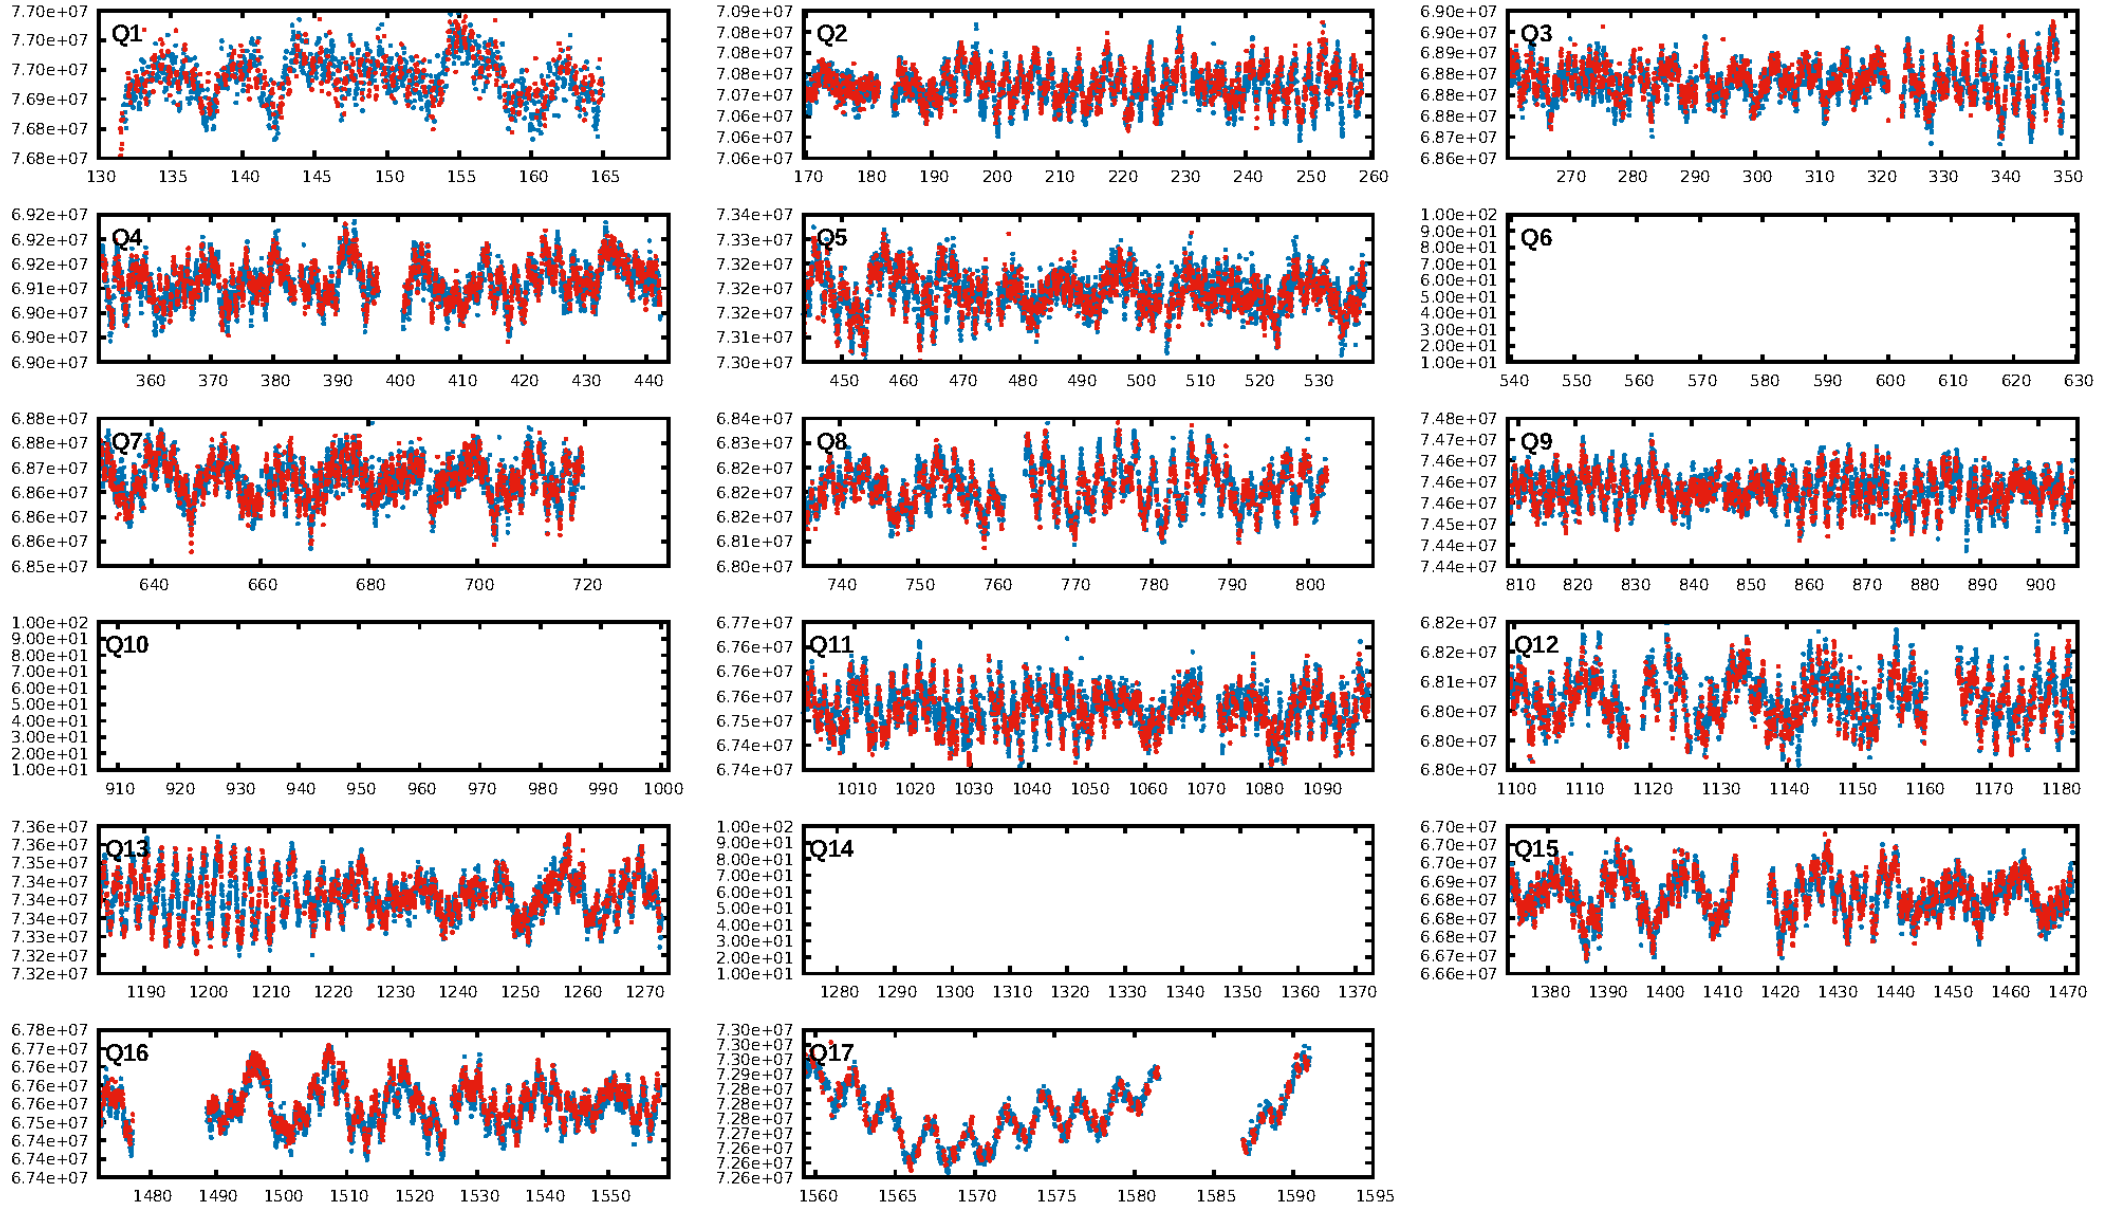 7.70e+07
7.70e+07
7.70e+07
7.69e+07
7.68e+07
7.68e+07
Q1
130 135 140 145 150 155 160 165
7.09e+07
7.08e+07
7.08e+07
7.08e+07
7.07e+07
7.06e+07
7.06e+07
7.06e+07
Q2
170 180 190 200 210 220 230 240 250 260
6.90e+07
6.90e+07
6.89e+07
6.88e+07
6.88e+07
6.87e+07
6.86e+07
Q3
270 280 290 300 310 320 330 340 350
6.92e+07
6.92e+07
6.92e+07
6.91e+07
6.90e+07
6.90e+07
6.90e+07
Q4
360 370 380 390 400 410 420 430 440
7.34e+07
7.33e+07
7.32e+07
7.32e+07
7.32e+07
7.31e+07
7.30e+07
Q5
450 460 470 480 490 500 510 520 530
1.00e+02
9.00e+01
8.00e+01
7.00e+01
6.00e+01
5.00e+01
4.00e+01
3.00e+01
2.00e+01
1.00e+01
Q6
540 550 560 570 580 590 600 610 620 630
6.88e+07
6.88e+07
6.87e+07
6.86e+07
6.86e+07
6.86e+07
6.85e+07
Q7
640 660 680 700 720
6.84e+07
6.83e+07
6.82e+07
6.82e+07
6.82e+07
6.81e+07
6.80e+07
Q8
740 750 760 770 780 790 800
7.48e+07
7.47e+07
7.46e+07
7.46e+07
7.46e+07
7.45e+07
7.44e+07
7.44e+07
Q9
810 820 830 840 850 860 870 880 890 900
1.00e+02
9.00e+01
8.00e+01
7.00e+01
6.00e+01
5.00e+01
4.00e+01
3.00e+01
2.00e+01
1.00e+01
Q10
910 920 930 940 950 960 970 980 990 1000
6.77e+07
6.76e+07
6.76e+07
6.76e+07
6.75e+07
6.74e+07
6.74e+07
Q11
1010 1020 1030 1040 1050 1060 1070 1080 1090
6.82e+07
6.82e+07
6.81e+07
6.80e+07
6.80e+07
6.80e+07
Q12
1100 1110 1120 1130 1140 1150 1160 1170 1180
7.36e+07
7.36e+07
7.35e+07
7.34e+07
7.34e+07
7.34e+07
7.33e+07
7.32e+07
7.32e+07
Q13
1190 1200 1210 1220 1230 1240 1250 1260 1270
1.00e+02
9.00e+01
8.00e+01
7.00e+01
6.00e+01
5.00e+01
4.00e+01
3.00e+01
2.00e+01
1.00e+01
Q14
1280 1290 1300 1310 1320 1330 1340 1350 1360 1370
6.70e+07
6.70e+07
6.70e+07
6.69e+07
6.68e+07
6.68e+07
6.68e+07
6.67e+07
6.66e+07
Q15
1380 1390 1400 1410 1420 1430 1440 1450 1460 1470
6.78e+07
6.77e+07
6.76e+07
6.76e+07
6.76e+07
6.75e+07
6.74e+07
6.74e+07
6.74e+07
Q16
1480 1490 1500 1510 1520 1530 1540 1550
7.30e+07
7.30e+07
7.29e+07
7.28e+07
7.28e+07
7.28e+07
7.27e+07
7.26e+07
7.26e+07
7.26e+07
7.26e+07
Q17
1560 1565 1570 1575 1580 1585 1590 1595